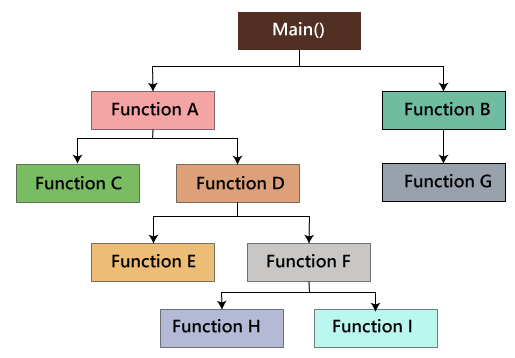 Main()
Function A
Function B
Function C
Function D
Function G
Function E
Function F
Function H
Function I